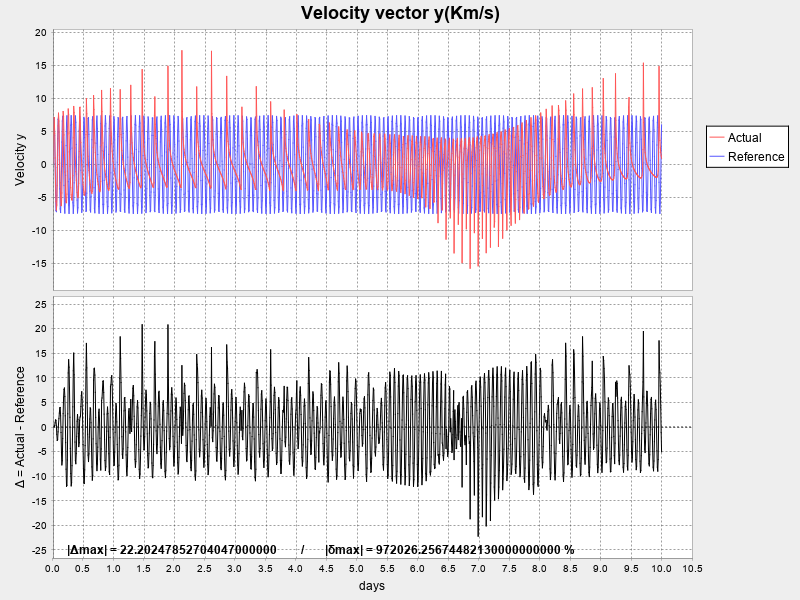 Velocity vector y(Km/s)
20
15
10
5
0
-5
-10
-15
Velocity y
Actual
Reference
25
20
15
10
5
0
-5
-10
-15
-20
-25
Δ = Actual - Reference
|Δmax| = 22.20247852704047000000 / |δmax| = 972026.25674482130000000000 %
0.0 0.5 1.0 1.5 2.0 2.5 3.0 3.5 4.0 4.5 5.0 5.5 6.0 6.5 7.0 7.5 8.0 8.5 9.0 9.5 10.0 10.5
days